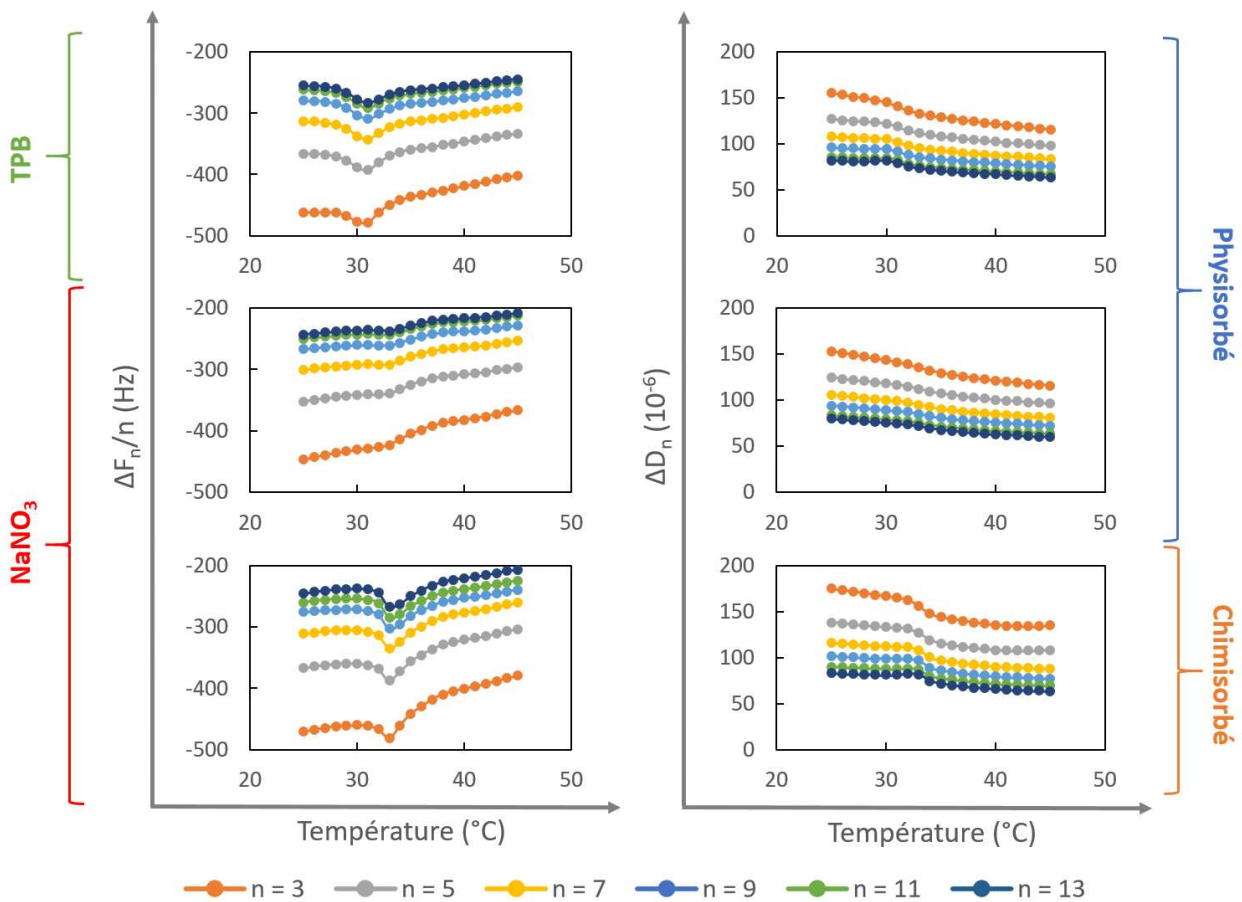 TPB
NaNO3
ΔFn/n (Hz)
-200
-300
-400
-500
20 30 40 50
-200
-300
-400
-500
20 30 40 50
-200
-300
-400
-500
20 30 40 50
Température (°C)
ΔDn (10-6)
200
150
100
50
0
20 30 40 50
200
150
100
50
0
20 30 40 50
200
150
100
50
0
20 30 40 50
Température (°C)
Physisorbé
Chimisorbé
n = 3 n = 5 n = 7 n = 9 n = 11 n = 13